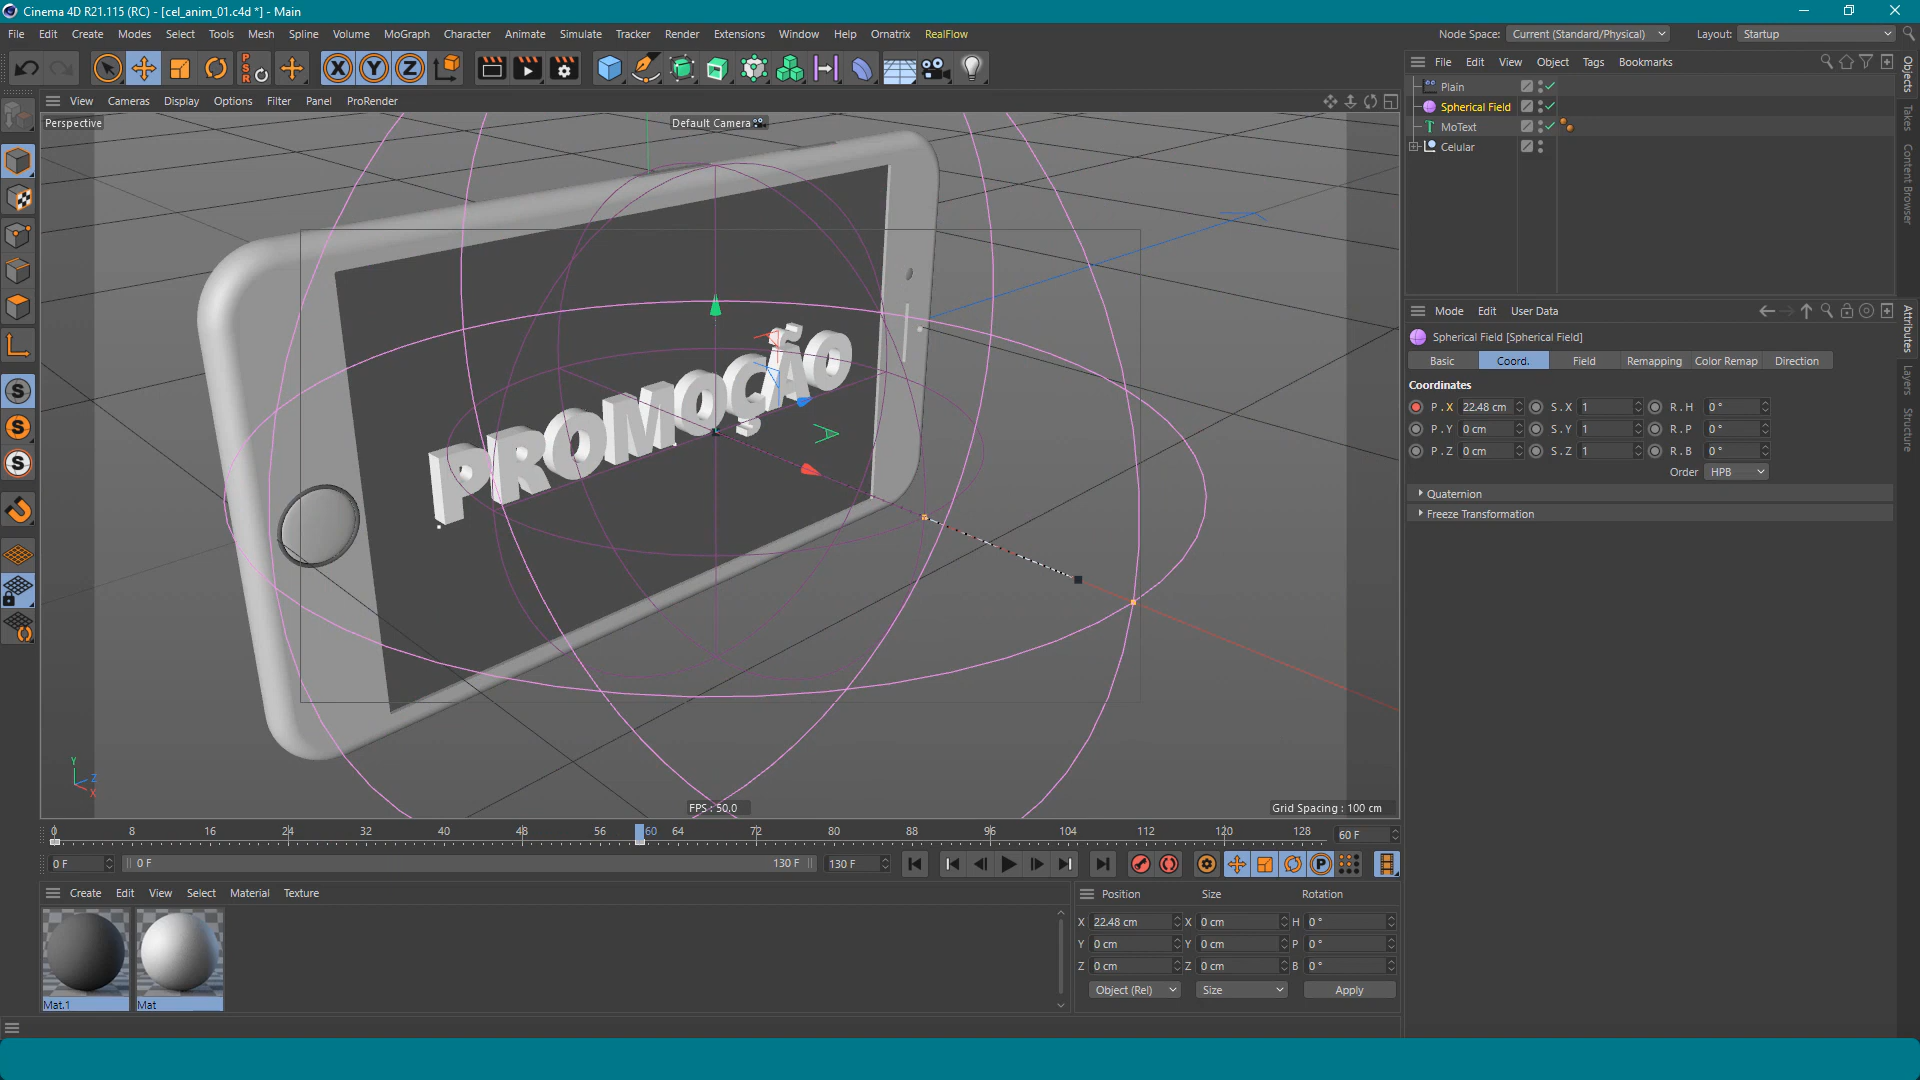 Cinema 4D R21.115 (RC) - [cel_anim_01.c4d *] - Main
File Edit Create Modes Select Tools Mesh Spline Volume MoGraph Character Animate Simulate Tracker Render Extensions Window Help Ornatrix RealFlow
Node Space: Current (Standard/Physical) Layout: Startup
X Y Z
PSR
File Edit View Object Tags Bookmarks
View Cameras Display Options Filter Panel ProRender
Perspective
Default Camera
Plain
Spherical Field
MoText
Celular
Objects
Takes
Content Browser
PROMOÇÃO
Mode Edit User Data
Spherical Field [Spherical Field]
Basic Coord. Field Remapping Color Remap Direction
Coordinates
P . X 22.48 cm S . X 1 R . H 0 °
P . Y 0 cm S . Y 1 R . P 0 °
P . Z 0 cm S . Z 1 R . B 0 °
Order HPB
Quaternion
Freeze Transformation
Attributes
Layers
Structure
S
S
S
Y
Z
X
FPS : 50.0
Grid Spacing : 100 cm
0 8 16 24 32 40 48 56 60 64 72 80 88 96 104 112 120 128 60 F
0 F 0 F 130 F 130 F P
Create Edit View Select Material Texture
Position Size Rotation
X 22.48 cm X 0 cm H 0 °
Y 0 cm Y 0 cm P 0 °
Z 0 cm Z 0 cm B 0 °
Object (Rel) Size Apply
Mat.1 Mat